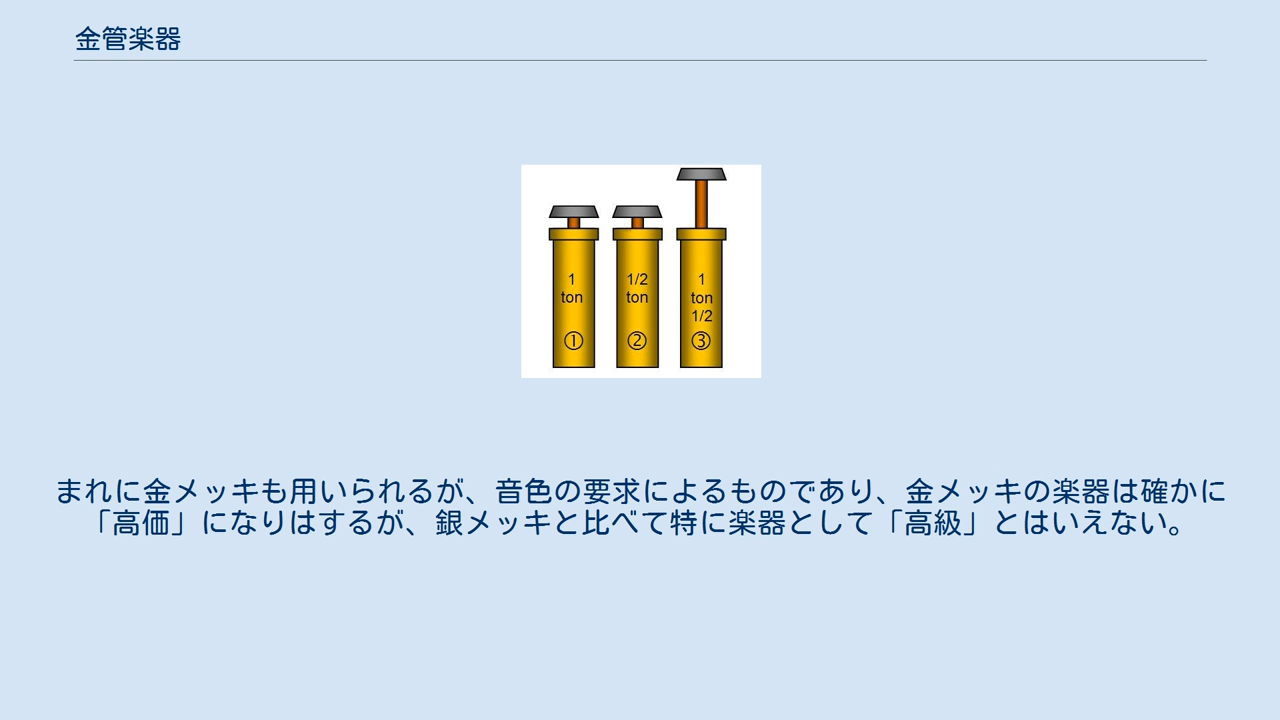 金管楽器
1 1/2 1
ton ton ton
1/2
① ② ③
まれに金メッキも用いられるが、音色の要求によるものであり、金メッキの楽器は確かに
「高価」になりはするが、銀メッキと比べて特に楽器として「高級」とはいえない。